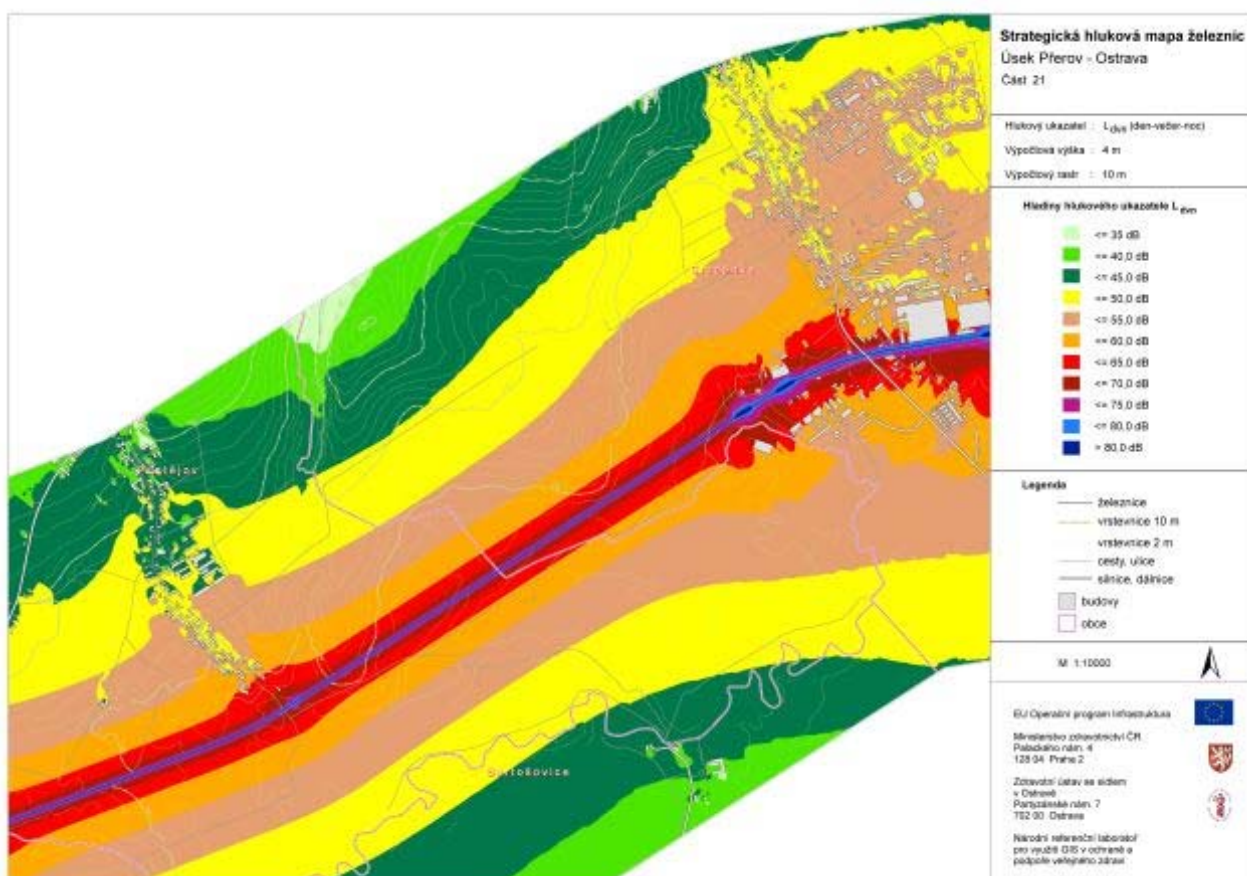 Strategická hluková mapa železnic
Úsek Přerov - Ostrava
Část 21
Hlukový ukazatel : Ldvn (den-večer-noc)
Výpočtová výška : 4 m
Výpočtový rastr : 10 m
Hladiny hlukového ukazatele Ldvn
<= 35 dB
<= 40,0 dB
<= 45,0 dB
<= 50,0 dB
<= 55,0 dB
<= 60,0 dB
<= 65,0 dB
<= 70,0 dB
<= 75,0 dB
<= 80,0 dB
> 80,0 dB
Legenda
železnice
vrstevnice 10 m
vrstevnice 2 m
cesty, ulice
silnice, dálnice
budovy
obce
M 1:10000
EU Operační program Infrastruktura
Ministerstvo zdravotnictví ČR
Palackého nám. 4
128 04 Praha 2
Zdravotní ústav se sídlem
v Ostravě
Partyzánské nám. 7
702 00 Ostrava
Národní referenční laboratoř
pro využití GIS v ochraně a
podpoře veřejného zdraví
Pustějov
Bartošovice